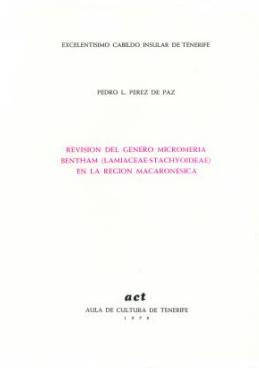 EXCELENTISIMO CABILDO INSULAR DE TENERIFE
PEDRO L. PEREZ DE PAZ
REVISION DEL GENERO MICROMERIA
BENTHAM (LAMIACEAE-STACHYOIDEAE)
EN LA REGION MACARONESICA
act
AULA DE CULTURA DE TENERIFE
1978